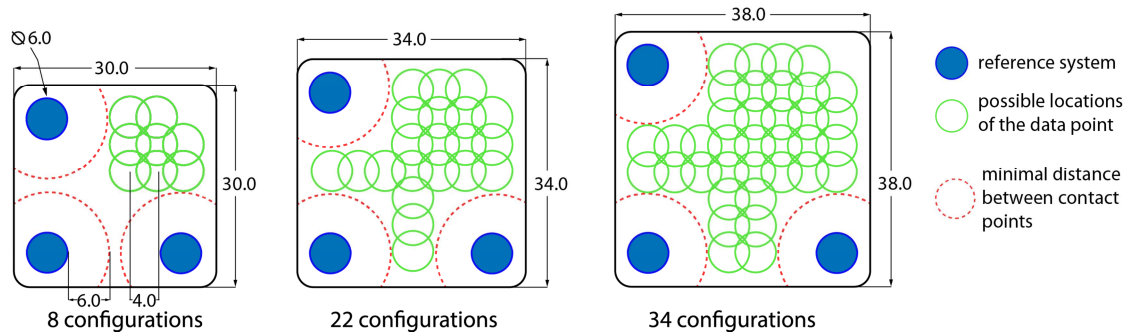 Ø6.0
30.0
30.0
6.0
4.0
8 configurations
34.0
34.0
22 configurations
38.0
38.0
34 configurations
reference system
possible locations
of the data point
minimal distance
between contact
points